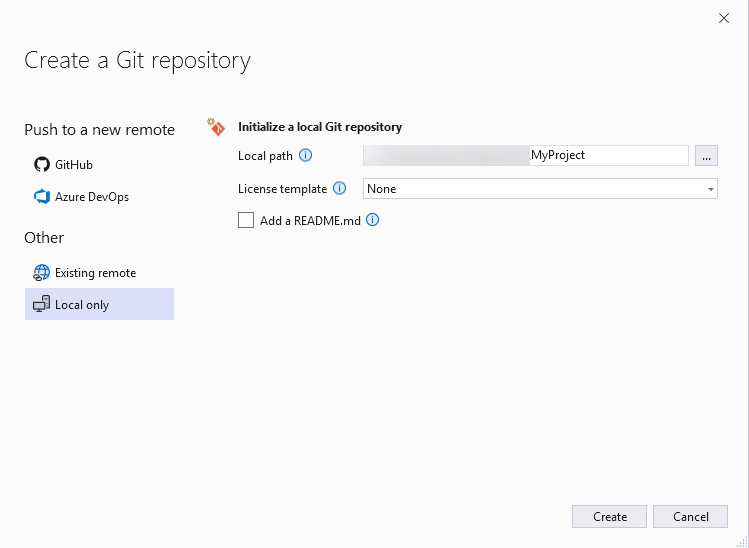 Create a Git repository
Push to a new remote
GitHub
Azure DevOps
Other
Existing remote
Local only
Initialize a local Git repository
Local path
MyProject
...
License template
None
Add a README.md
Create
Cancel